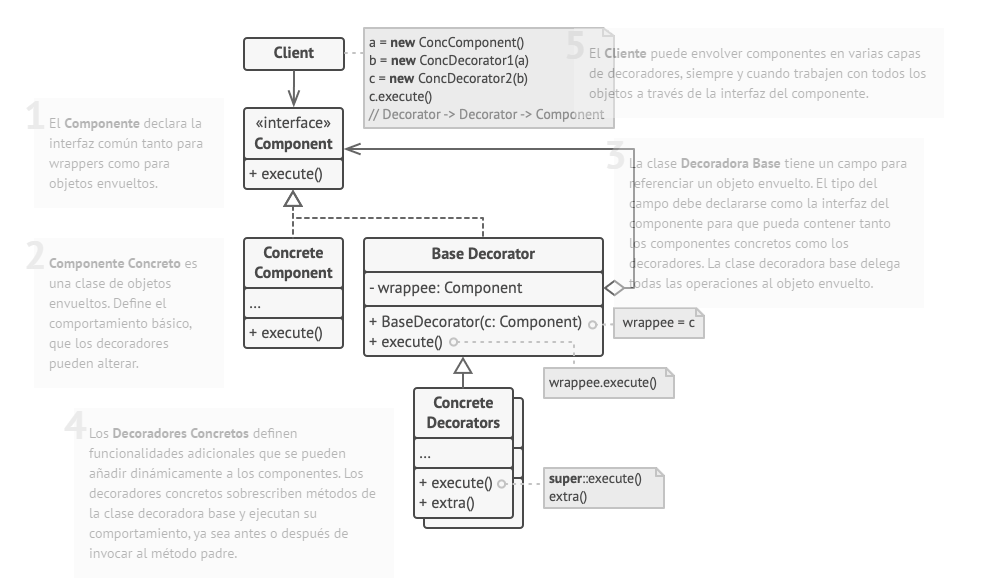 Client
a = new ConcComponent()
b = new ConcDecorator1(a)
c = new ConcDecorator2(b)
c.execute()
// Decorator -> Decorator -> Component
5
El Cliente puede envolver componentes en varias capas
de decoradores, siempre y cuando trabajen con todos los
objetos a través de la interfaz del componente.
1
El Componente declara la
interfaz común tanto para
wrappers como para
objetos envueltos.
«interface»
Component
+ execute()
3
La clase Decoradora Base tiene un campo para
referenciar un objeto envuelto. El tipo del
campo debe declararse como la interfaz del
componente para que pueda contener tanto
los componentes concretos como los
decoradores. La clase decoradora base delega
todas las operaciones al objeto envuelto.
2
Componente Concreto es
una clase de objetos
envueltos. Define el
comportamiento básico,
que los decoradores
pueden alterar.
Concrete
Component
...
+ execute()
Base Decorator
- wrappee: Component
+ BaseDecorator(c: Component)
+ execute()
wrappee = c
wrappee.execute()
4
Los Decoradores Concretos definen
funcionalidades adicionales que se pueden
añadir dinámicamente a los componentes. Los
decoradores concretos sobrescriben métodos de
la clase decoradora base y ejecutan su
comportamiento, ya sea antes o después de
invocar al método padre.
Concrete
Decorators
...
+ execute()
+ extra()
super::execute()
extra()